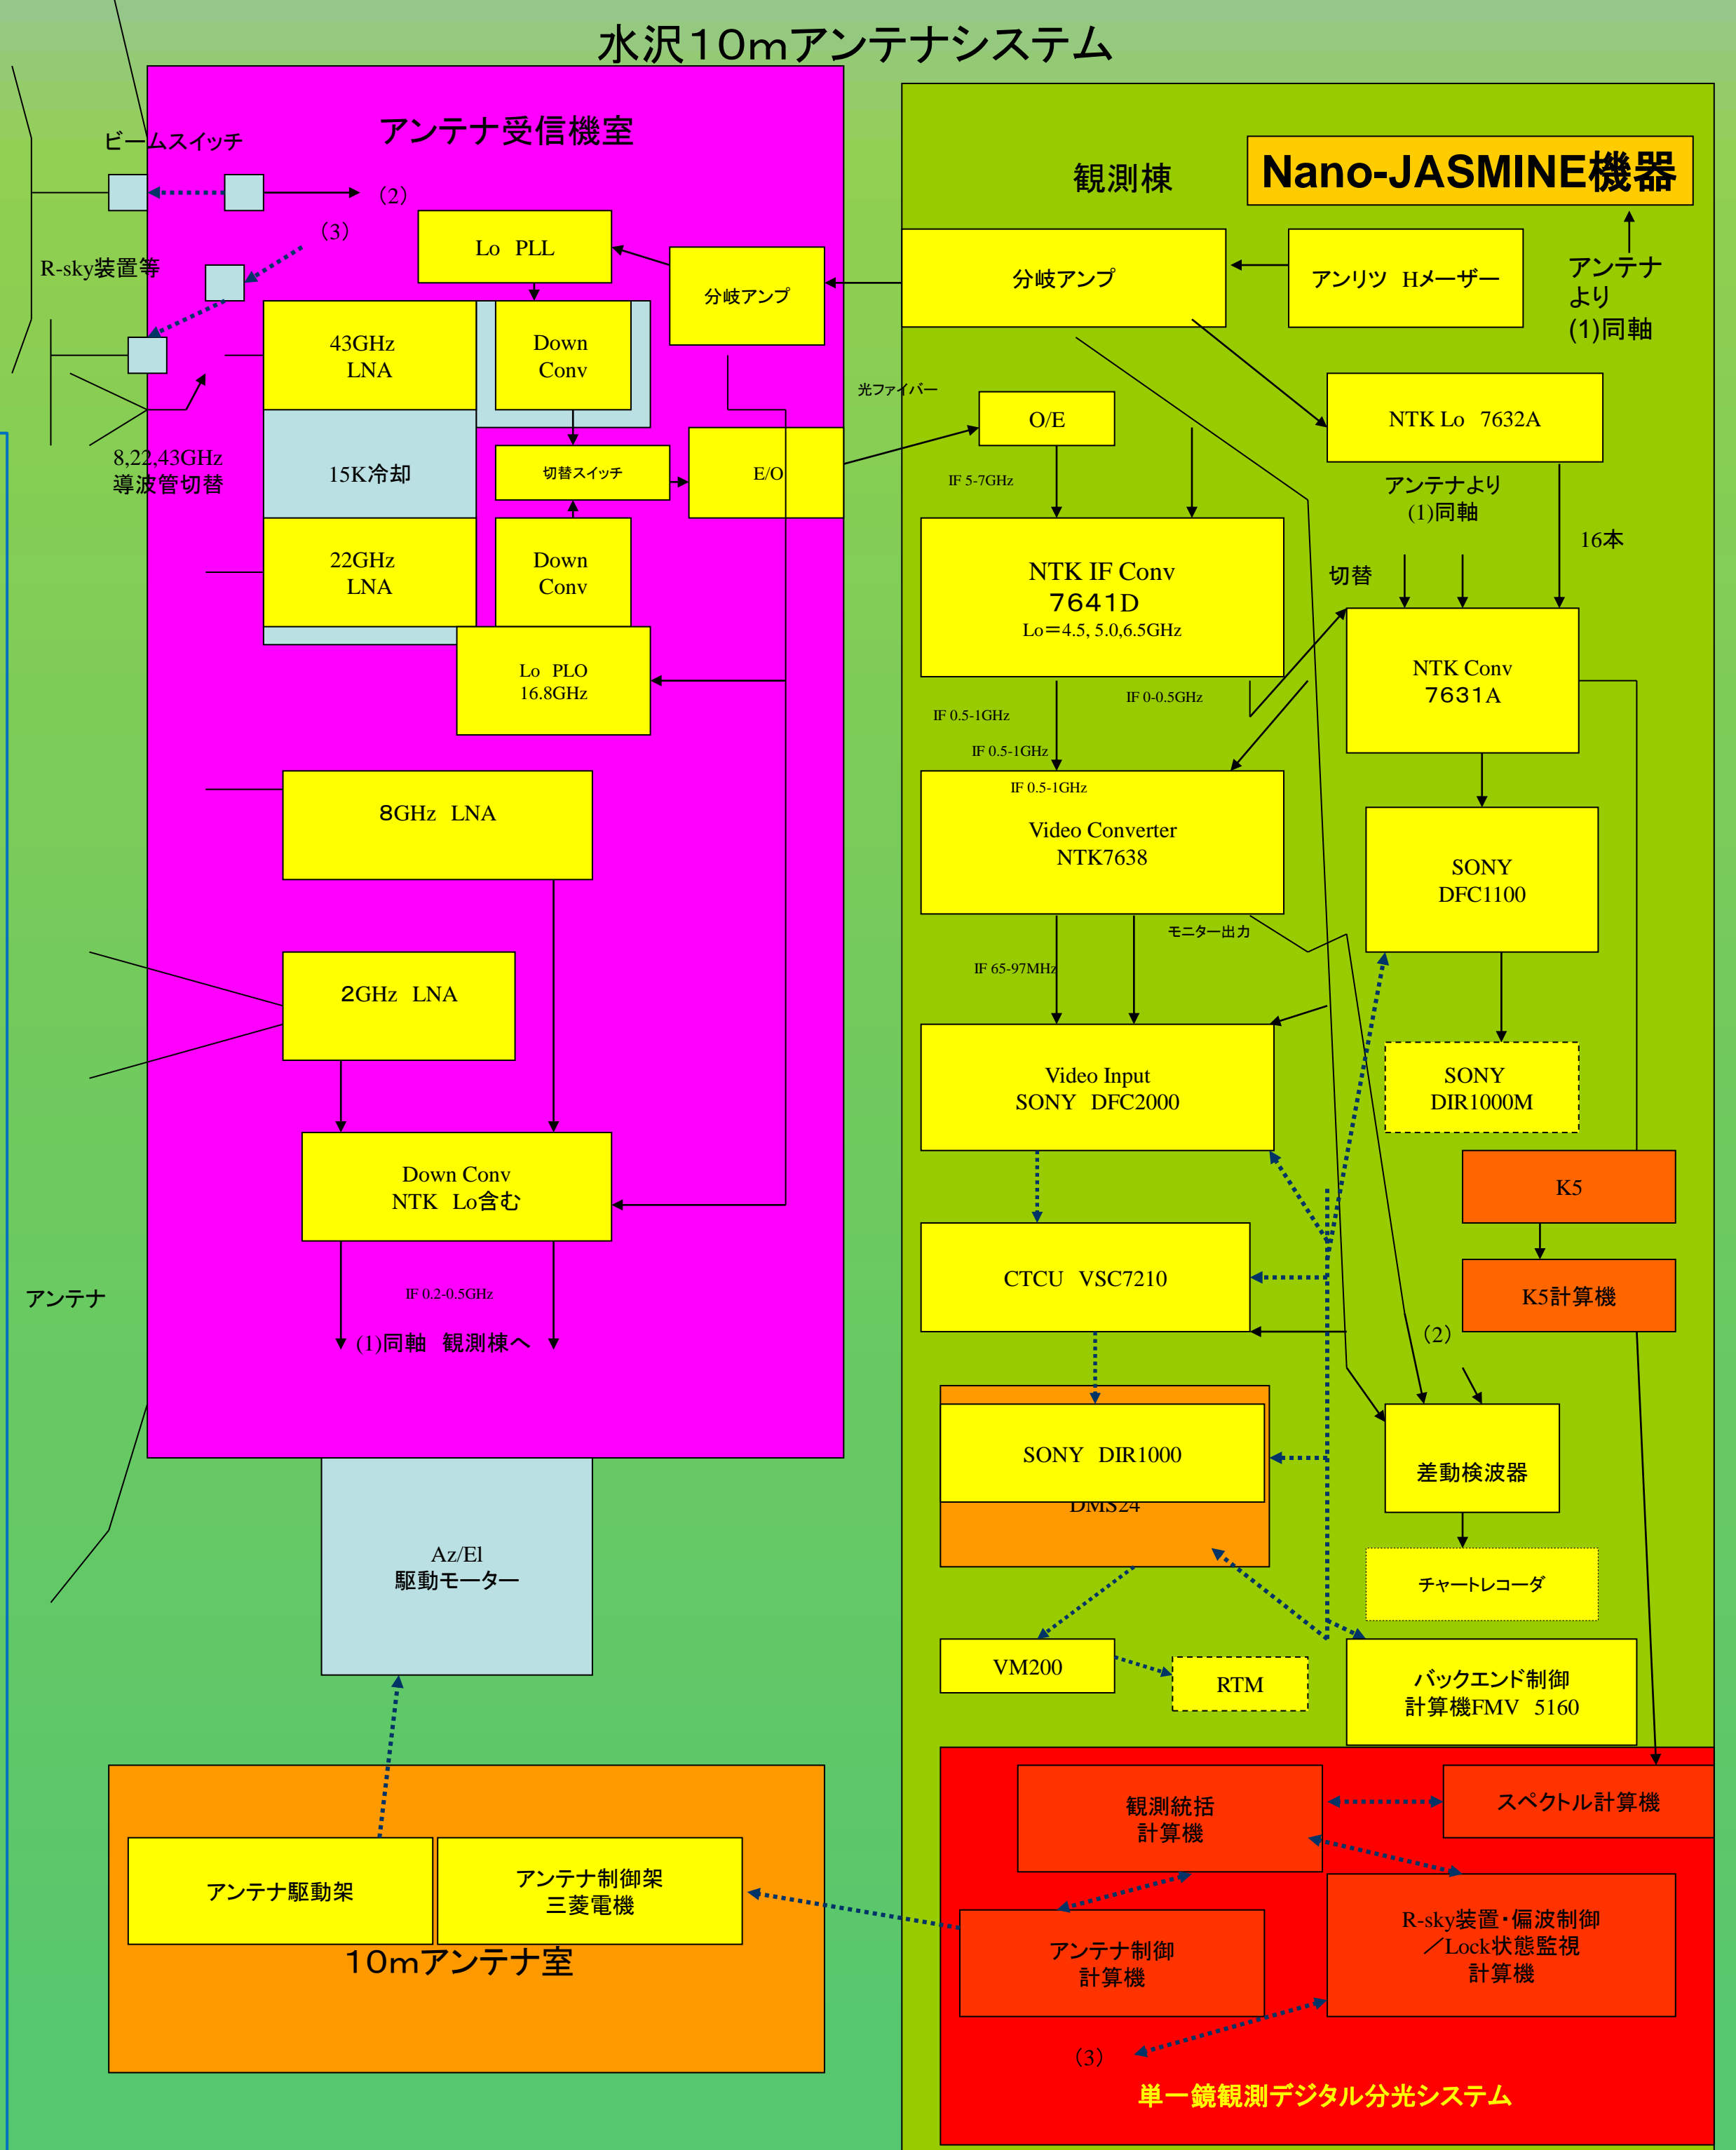 水沢１０ｍアンテナシステム
アンテナ受信機室
ビームスイッチ
（2）
（3）
R-sky装置等
Lo　PLL
分岐アンプ
43GHz
LNA
Down
Conv
15K冷却
切替スイッチ
E/O
8,22,43GHz
導波管切替
22GHz
LNA
Down
Conv
Lo　PLO
16.8GHz
８GHz　LNA
２GHz　LNA
Down Conv
NTK　Lo含む
IF 0.2-0.5GHz
(1)同軸　観測棟へ
アンテナ
Az/El
駆動モーター
アンテナ駆動架
アンテナ制御架
三菱電機
１０ｍアンテナ室
観測棟
Nano-JASMINE機器
分岐アンプ
アンリツ　Hメーザー
アンテナ
より
(1)同軸
光ファイバー
O/E
NTK Lo　7632A
IF 5-7GHz
アンテナより
(1)同軸
16本
切替
NTK IF Conv
７６４１D
Lo＝4.5, 5.0,6.5GHz
NTK Conv
７６３１A
IF 0-0.5GHz
IF 0.5-1GHz
IF 0.5-1GHz
IF 0.5-1GHz
Video Converter
NTK7638
SONY
DFC1100
モニター出力
IF 65-97MHz
Video Input
SONY　DFC2000
SONY
DIR1000M
K5
CTCU　VSC7210
K5計算機
（2）
SONY　DIR1000
DMS24
差動検波器
チャートレコーダ
VM200
RTM
バックエンド制御
計算機FMV　5160
観測統括
計算機
スペクトル計算機
アンテナ制御
計算機
R-sky装置・偏波制御
／Lock状態監視
計算機
（3）
単一鏡観測デジタル分光システム